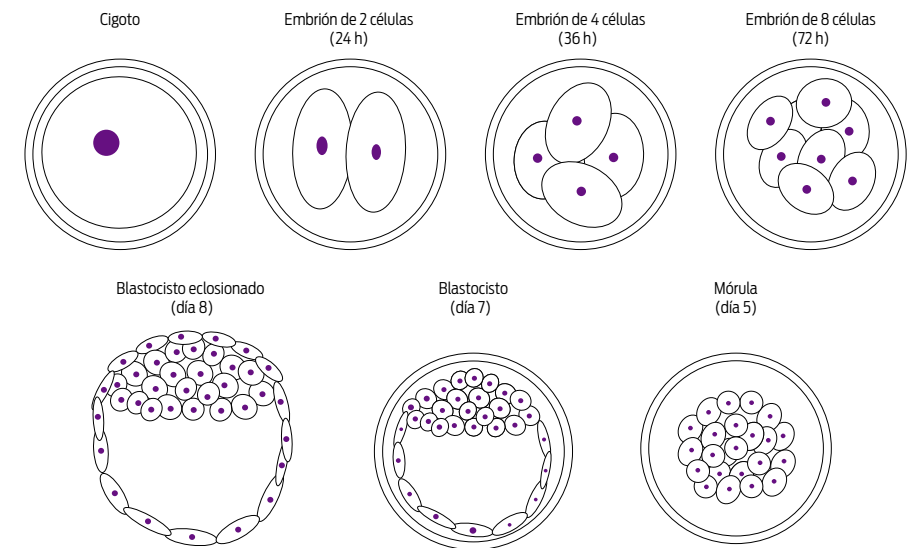 Cigoto
Embrión de 2 células
(24 h)
Embrión de 4 células
(36 h)
Embrión de 8 células
(72 h)
Blastocisto eclosionado
(día 8)
Blastocisto
(día 7)
Mórula
(día 5)